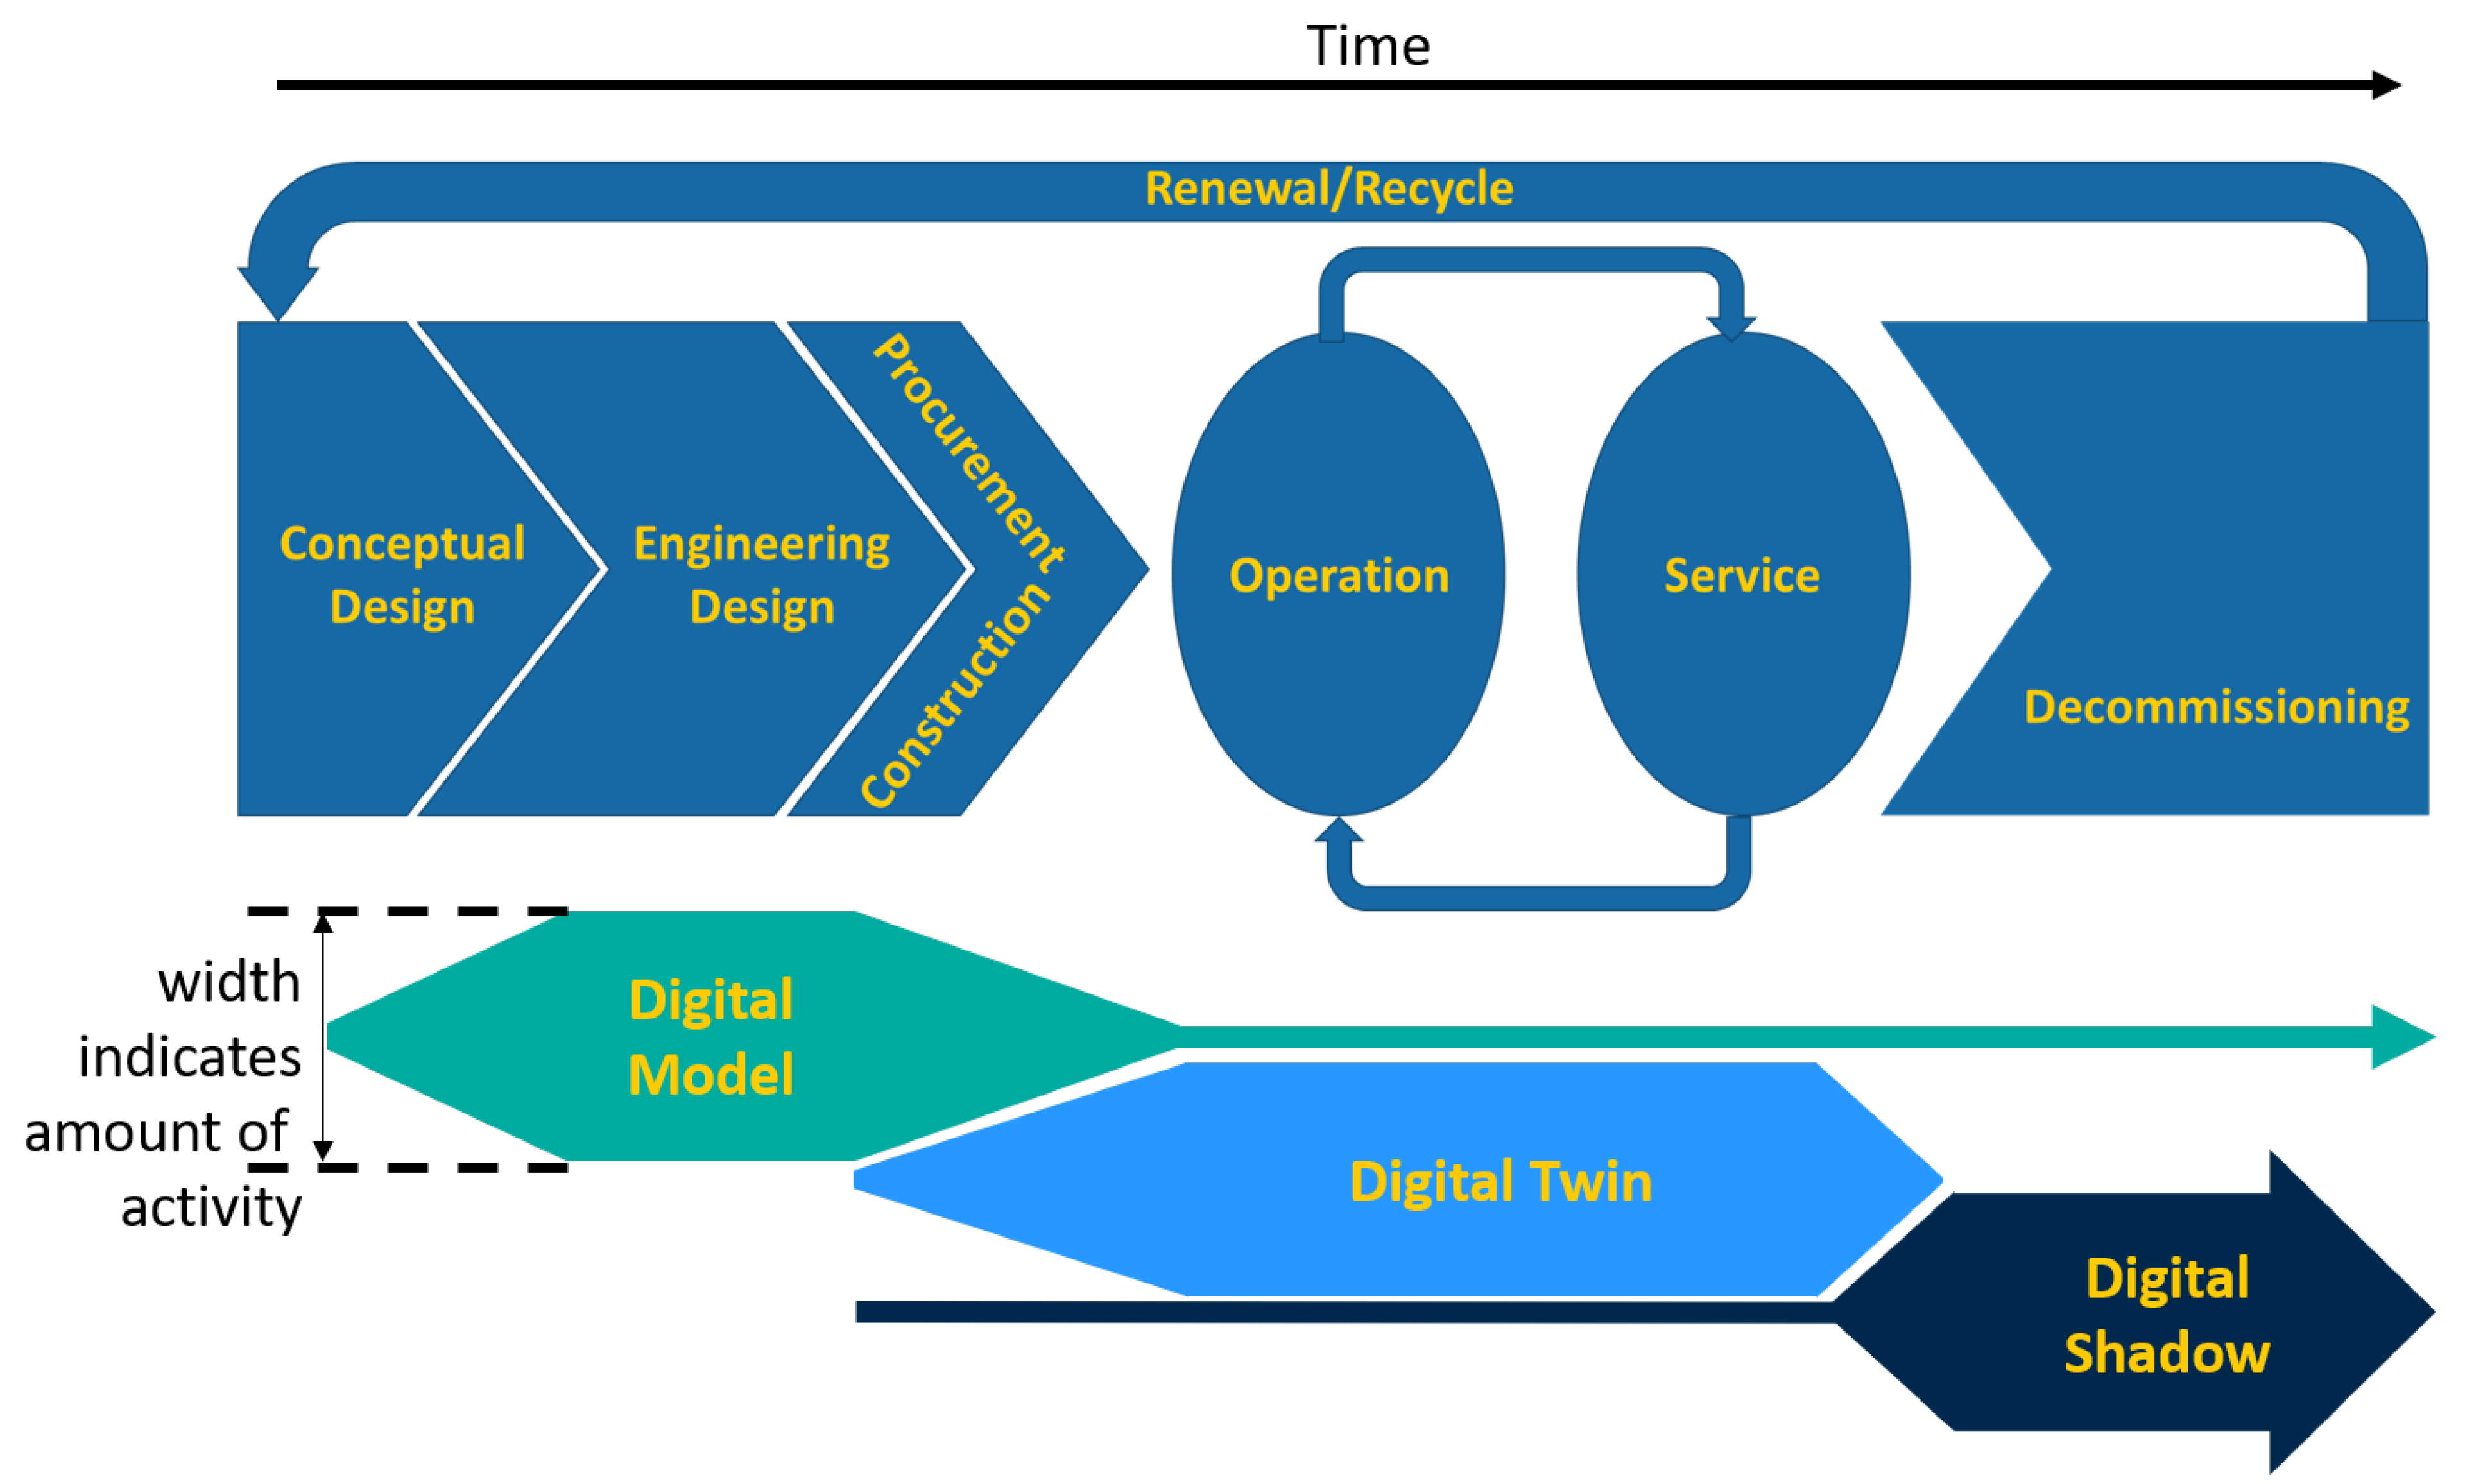 Time
Renewal/Recycle
Conceptual
Design
Engineering
Design
Procurement
Construction
Operation
Service
Decommissioning
width
indicates
amount of
activity
Digital
Model
Digital Twin
Digital
Shadow